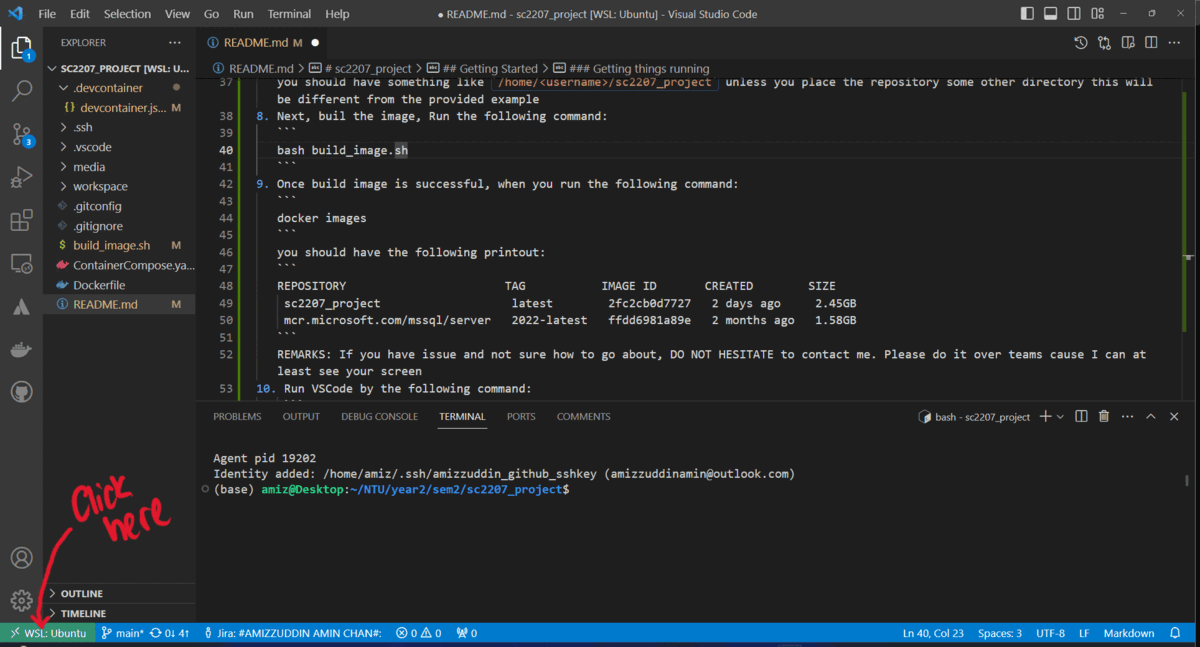 File Edit Selection View Go Run Terminal Help
● README.md - sc2207_project [WSL: Ubuntu] - Visual Studio Code
EXPLORER ···
SC2207_PROJECT [WSL: U...
.devcontainer
{} devcontainer.js... M
.ssh
.vscode
media
workspace
.gitconfig
.gitignore
$ build_image.sh M
ContainerCompose.ya...
Dockerfile
README.md M
OUTLINE
TIMELINE
1
3
Click
here
README.md M ●
README.md > # sc2207_project > ## Getting Started > ### Getting things running
37 you should have something like /home/<username>/sc2207_project unless you place the repository some other directory this will
be different from the provided example
38 8. Next, buil the image, Run the following command:
39 ```
40 bash build_image.sh
41 ```
42 9. Once build image is successful, when you run the following command:
43 ```
44 docker images
45 ```
46 you should have the following printout:
47 ```
48 REPOSITORY TAG IMAGE ID CREATED SIZE
49 sc2207_project latest 2fc2cb0d7727 2 days ago 2.45GB
50 mcr.microsoft.com/mssql/server 2022-latest ffdd6981a89e 2 months ago 1.58GB
51 ```
52 REMARKS: If you have issue and not sure how to go about, DO NOT HESITATE to contact me. Please do it over teams cause I can at
least see your screen
53 10. Run VSCode by the following command:
PROBLEMS OUTPUT DEBUG CONSOLE TERMINAL PORTS COMMENTS
bash - sc2207_project
Agent pid 19202
Identity added: /home/amiz/.ssh/amizzuddin_github_sshkey (amizzuddinamin@outlook.com)
(base) amiz@Desktop:~/NTU/year2/sem2/sc2207_project$
WSL: Ubuntu main* 0↓ 4↑ Jira: #AMIZZUDDIN AMIN CHAN#: 0 0 0
Ln 40, Col 23 Spaces: 3 UTF-8 LF Markdown